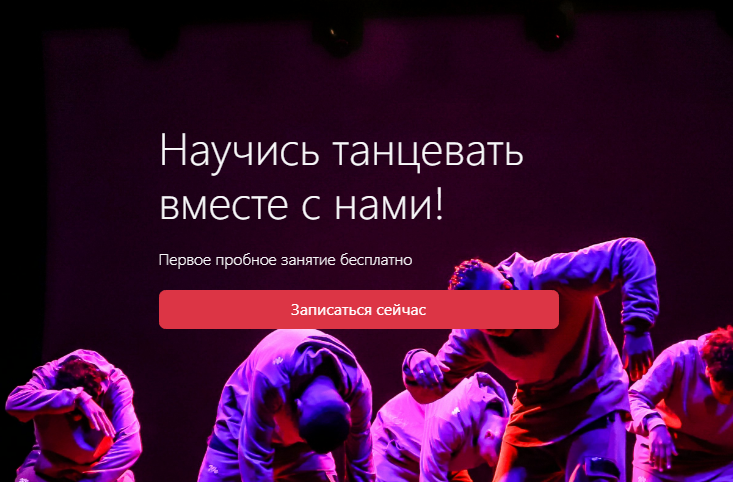 Научись танцевать
вместе с нами!
Первое пробное занятие бесплатно
Записаться сейчас